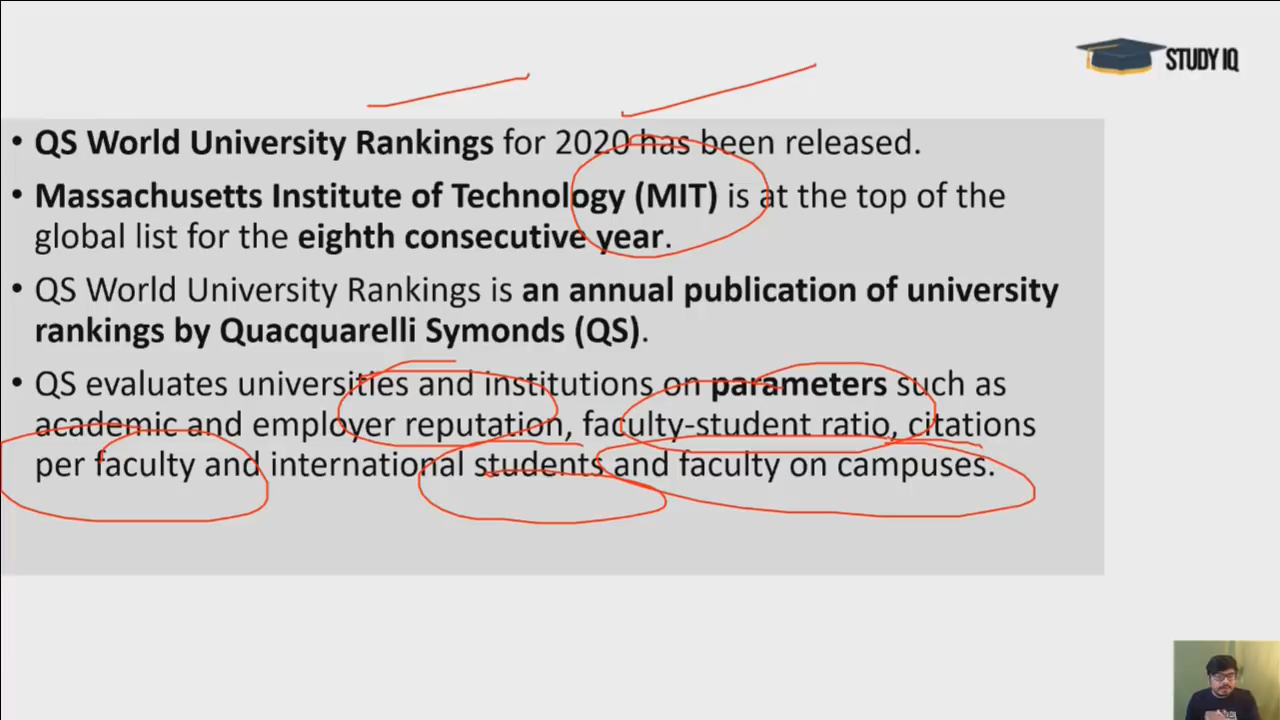 STUDY IQ
• QS World University Rankings for 2020 has been released.
• Massachusetts Institute of Technology (MIT) is at the top of the
global list for the eighth consecutive year.
• QS World University Rankings is an annual publication of university
rankings by Quacquarelli Symonds (QS).
• QS evaluates universities and institutions on parameters such as
academic and employer reputation, faculty-student ratio, citations
per faculty and international students and faculty on campuses.